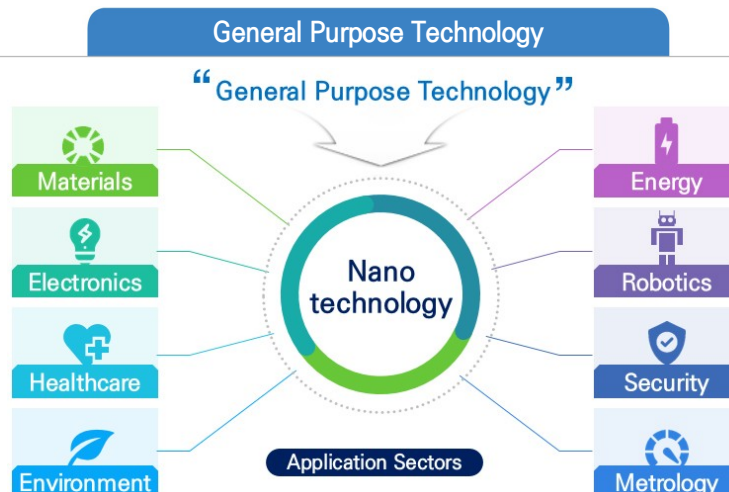 General Purpose Technology
“General Purpose Technology”
Materials
Energy
Electronics
Robotics
Nano
technology
Healthcare
Security
Environment
Metrology
Application Sectors